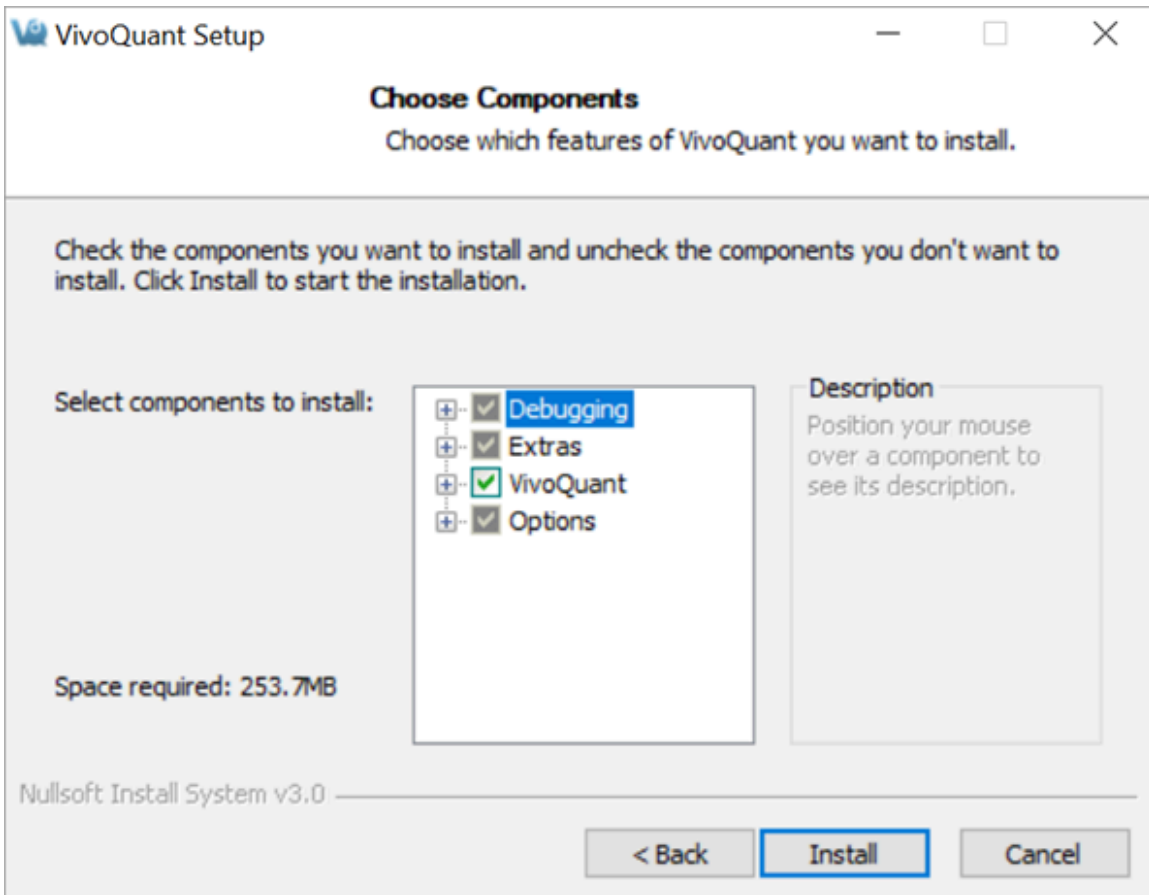 VivoQuant Setup
Choose Components
Choose which features of VivoQuant you want to install.
Check the components you want to install and uncheck the components you don't want to
install. Click Install to start the installation.
Select components to install:
Debugging
Extras
VivoQuant
Options
Description
Position your mouse
over a component to
see its description.
Space required: 253.7MB
Nullsoft Install System v3.0
< Back
Install
Cancel